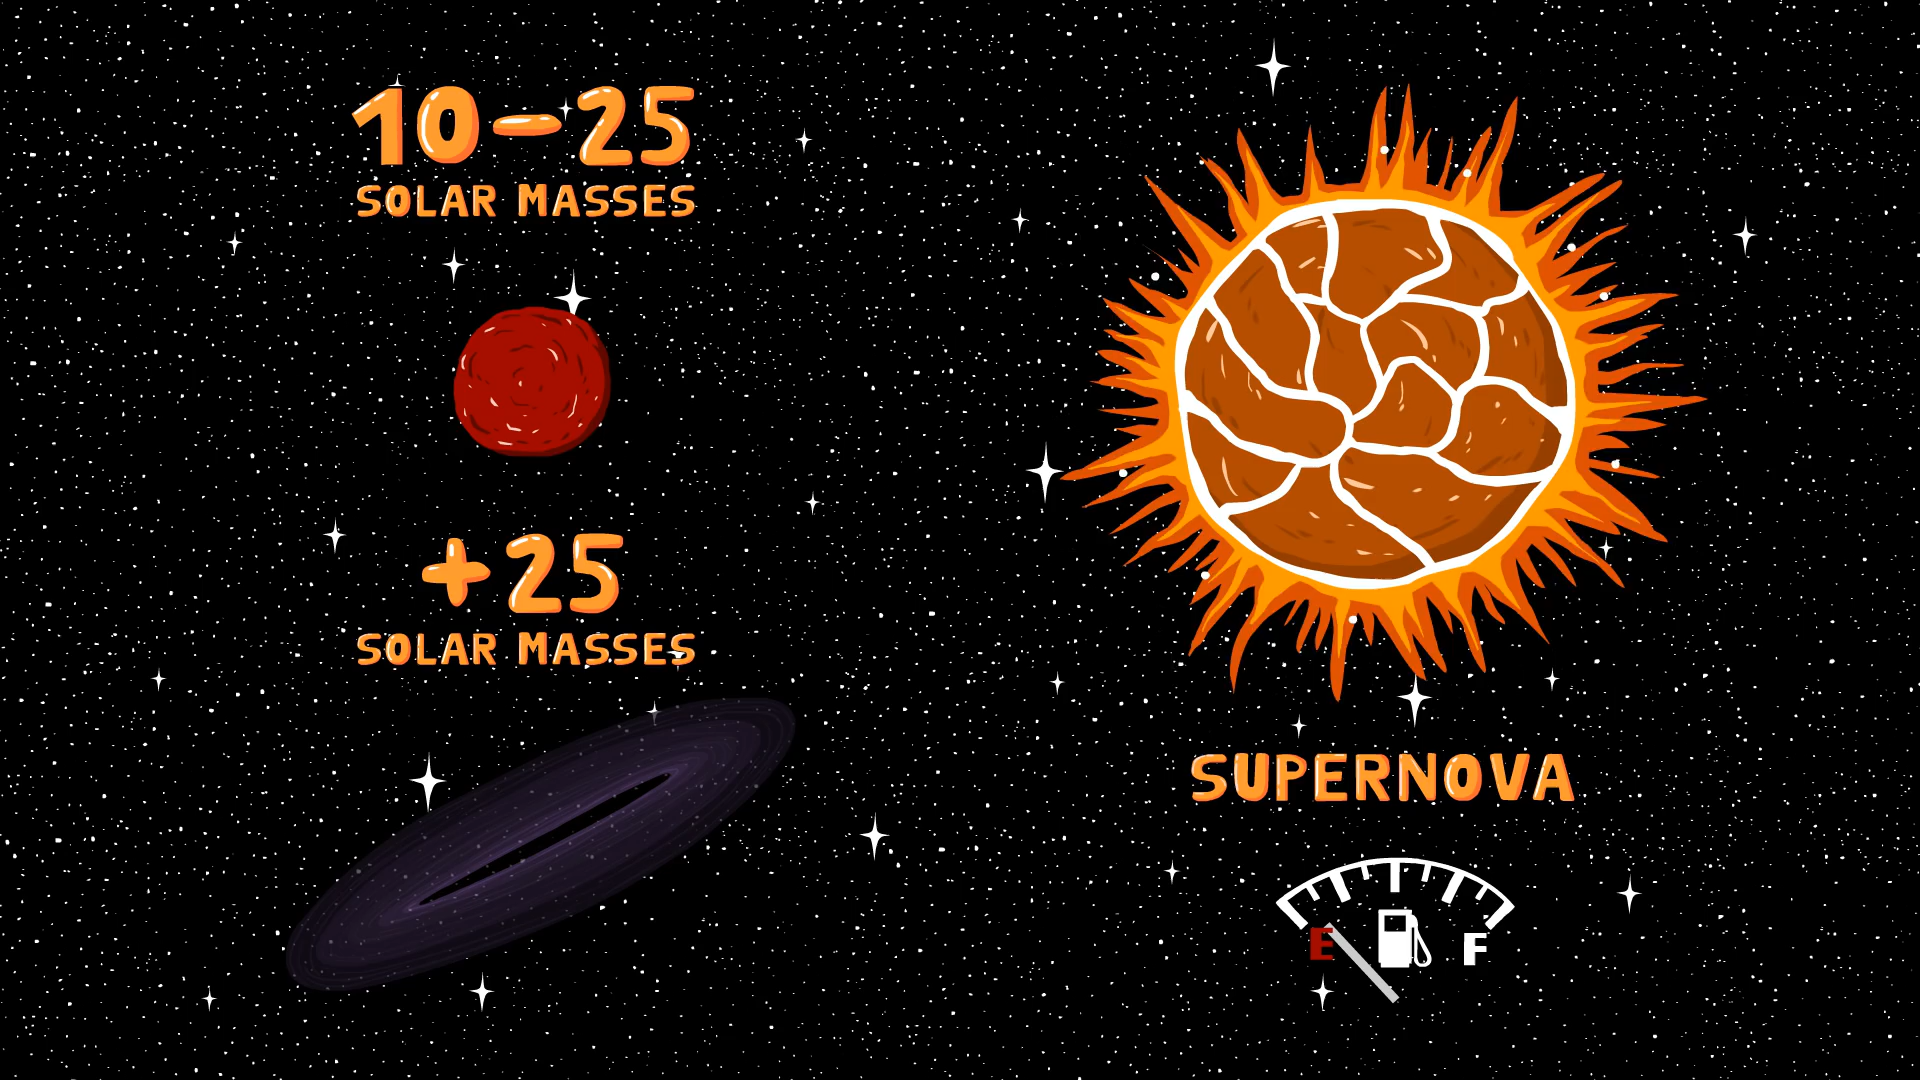 10–25
SOLAR MASSES
+25
SOLAR MASSES
SUPERNOVA
E F